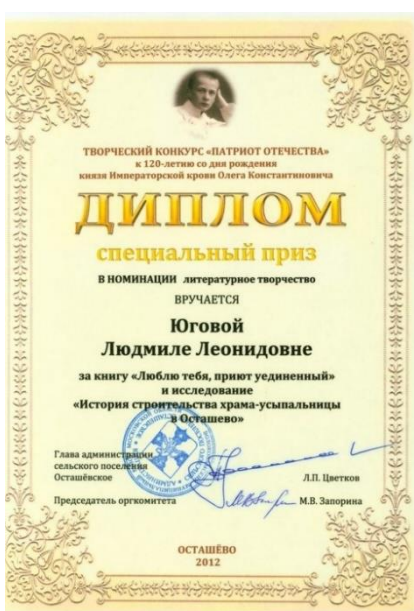 ТВОРЧЕСКИЙ КОНКУРС «ПАТРИОТ ОТЕЧЕСТВА»
к 120-летию со дня рождения
князя Императорской крови Олега Константиновича
ДИПЛОМ
специальный приз
В НОМИНАЦИИ литературное творчество
ВРУЧАЕТСЯ
Юговой
Людмиле Леонидовне
за книгу «Люблю тебя, приют уединенный»
и исследование
«История строительства храма-усыпальницы
в Осташево»
Глава администрации
сельского поселения
Осташёвское
Л.П. Цветков
Председатель оргкомитета
М.В. Запорина
ОСТАШЁВО
2012